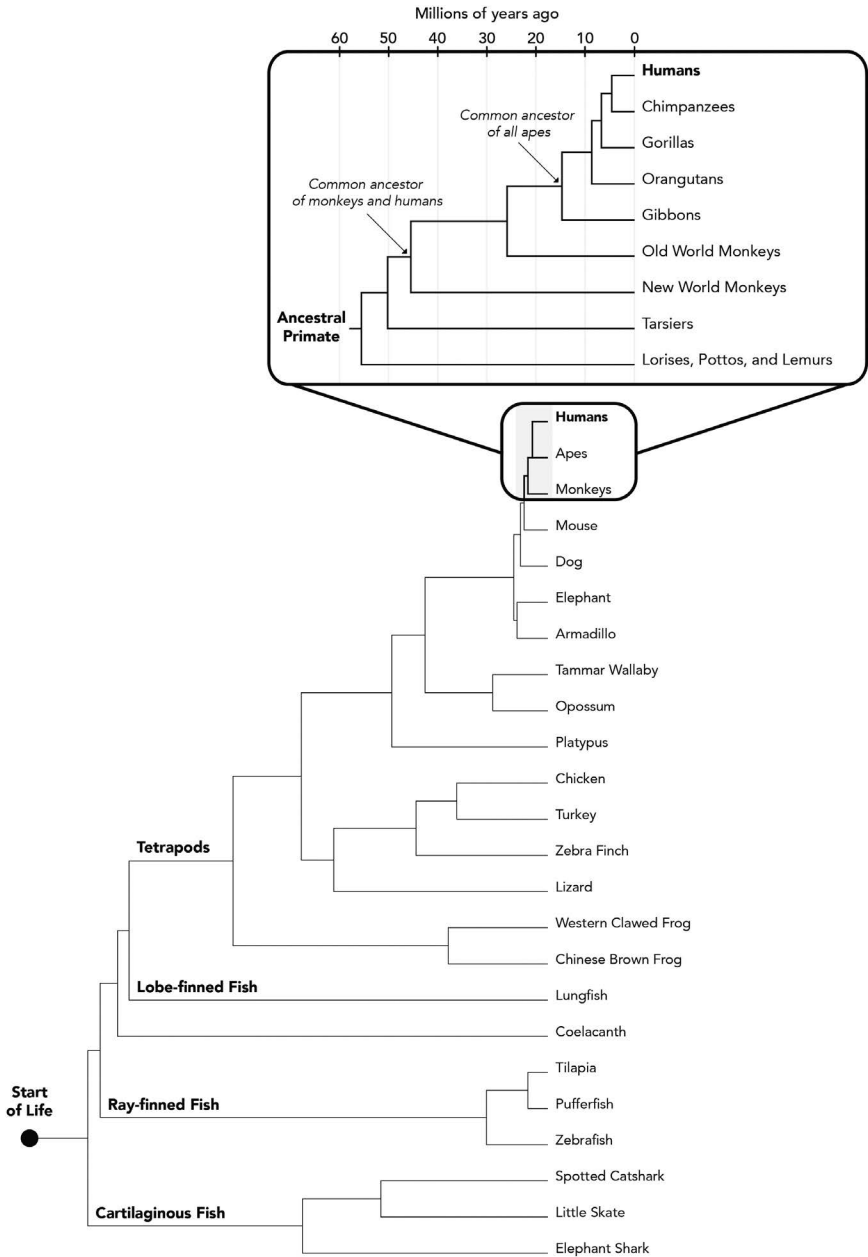 Millions of years ago
60 50 40 30 20 10 0
Humans
Chimpanzees
Common ancestor
of all apes
Gorillas
Orangutans
Common ancestor
of monkeys and humans
Gibbons
Old World Monkeys
New World Monkeys
Ancestral
Primate
Tarsiers
Lorises, Pottos, and Lemurs
Humans
Apes
Monkeys
Mouse
Dog
Elephant
Armadillo
Tammar Wallaby
Opossum
Platypus
Chicken
Turkey
Tetrapods
Zebra Finch
Lizard
Western Clawed Frog
Chinese Brown Frog
Lobe-finned Fish
Lungfish
Coelacanth
Tilapia
Start
of Life
Ray-finned Fish
Pufferfish
Zebrafish
Spotted Catshark
Cartilaginous Fish
Little Skate
Elephant Shark